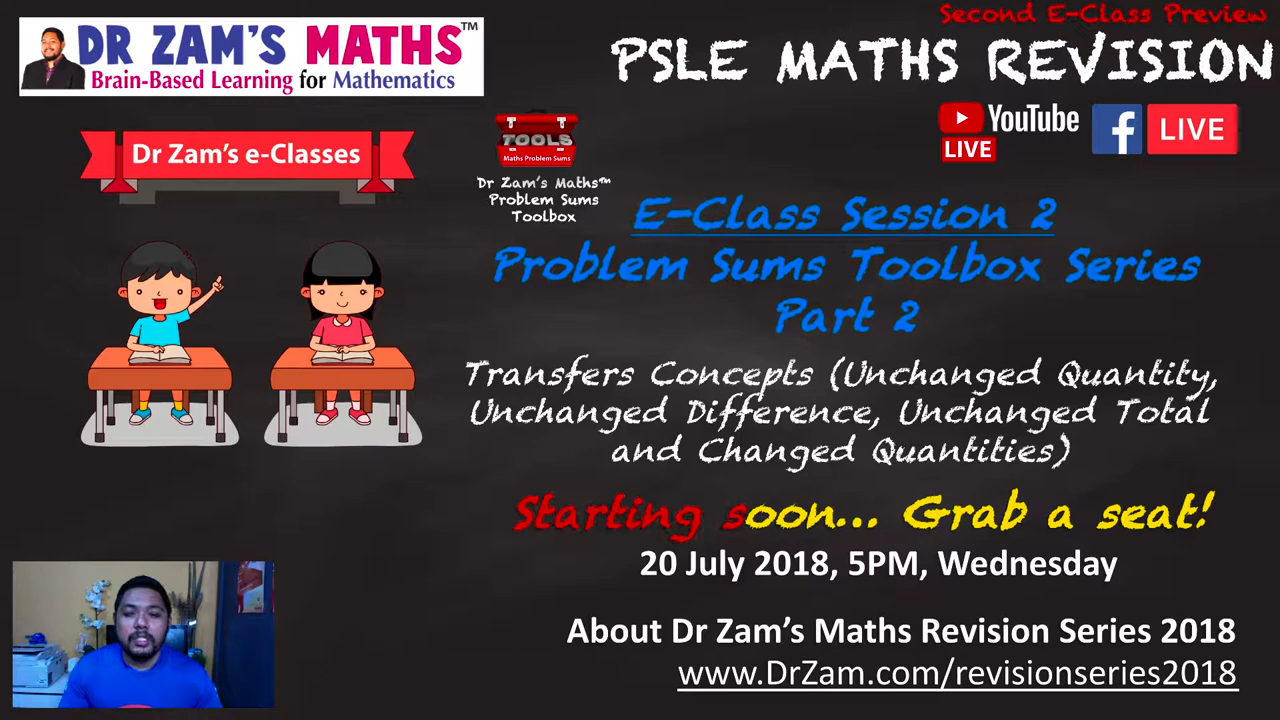 Second E-Class Preview
DR ZAM'S MATHS™
Brain-Based Learning for Mathematics
PSLE MATHS REVISION
YouTube
LIVE
f LIVE
Dr Zam's e-Classes
TOOLS
Maths Problem Sums
Dr Zam's Maths™
Problem Sums
Toolbox
E-Class Session 2
Problem Sums Toolbox Series
Part 2
Transfers Concepts (Unchanged Quantity,
Unchanged Difference, Unchanged Total
and Changed Quantities)
Starting soon... Grab a seat!
20 July 2018, 5PM, Wednesday
About Dr Zam's Maths Revision Series 2018
www.DrZam.com/revisionseries2018